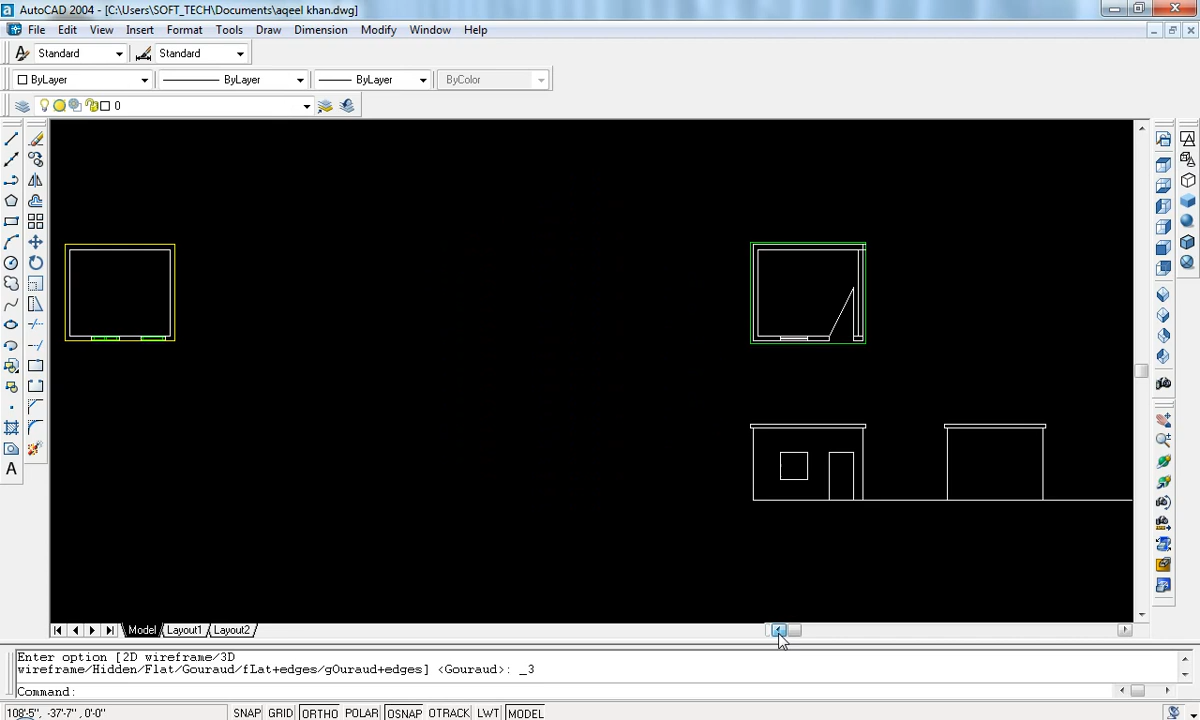 AutoCAD 2004 - [C:\Users\SOFT_TECH\Documents\aqeel khan.dwg]
File Edit View Insert Format Tools Draw Dimension Modify Window Help
Standard Standard
ByLayer ByLayer ByLayer ByColor
0
A
Model Layout1 Layout2
Enter option [2D wireframe/3D
wireframe/Hidden/Flat/Gouraud/fLat+edges/gOuraud+edges] <Gouraud>: _3
Command:
108'-5", -37'-7" , 0'-0" SNAP GRID ORTHO POLAR OSNAP OTRACK LWT MODEL